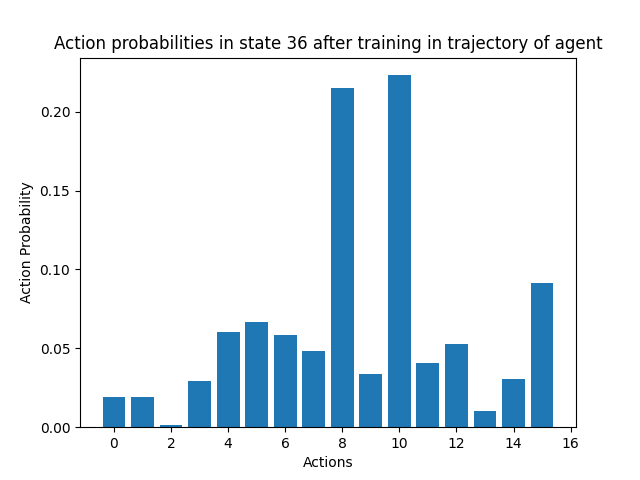 Action probabilities in state 36 after training in trajectory of agent
Action Probability
0.20
0.15
0.10
0.05
0.00
0 2 4 6 8 10 12 14 16
Actions